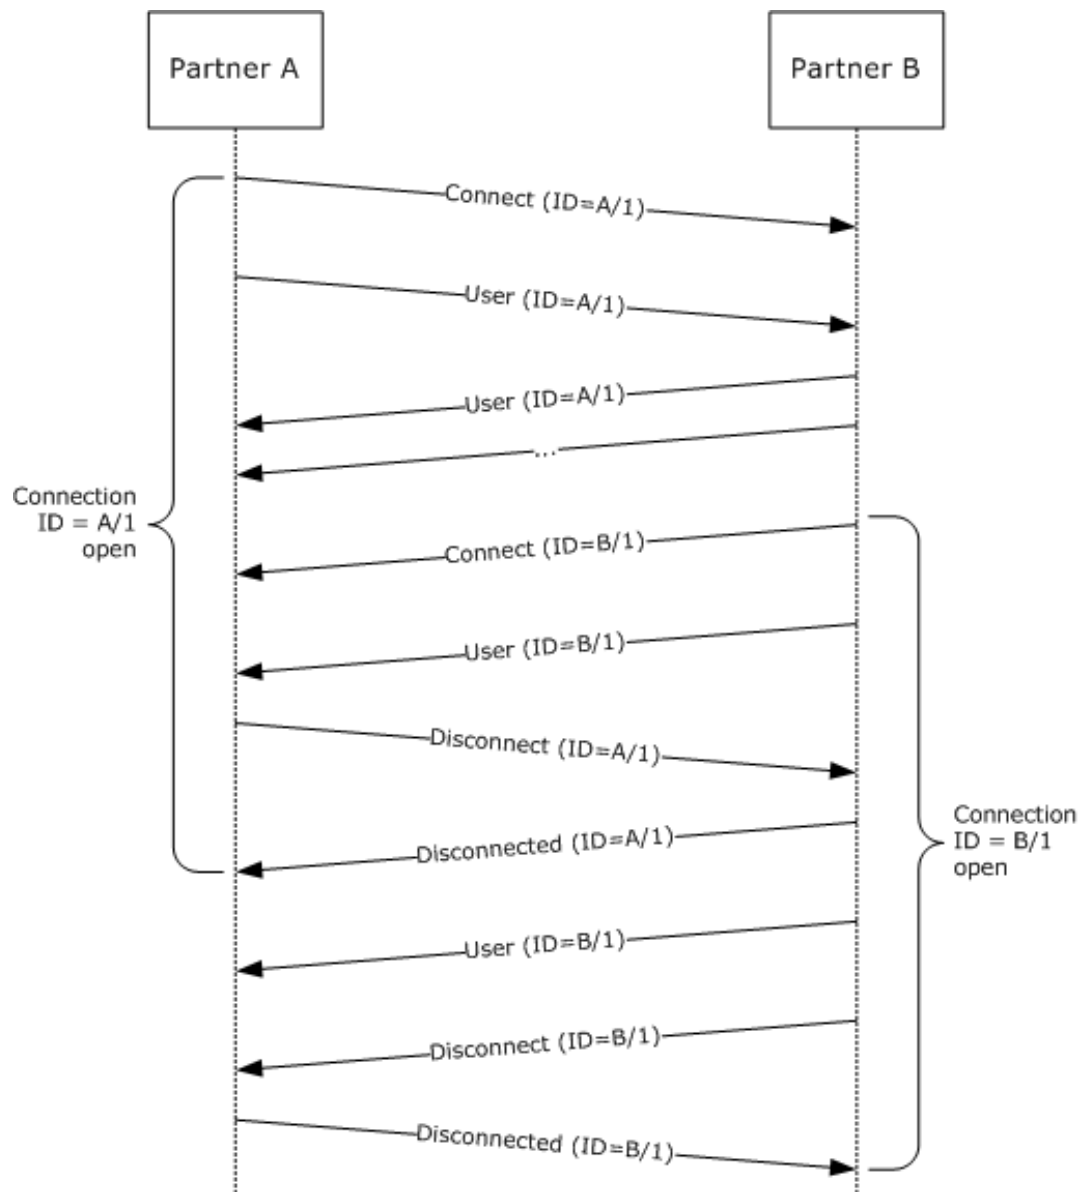 Partner A
Partner B
Connect (ID=A/1)
User (ID=A/1)
User (ID=A/1)
...
Connection
ID = A/1
open
Connect (ID=B/1)
User (ID=B/1)
Disconnect (ID=A/1)
Connection
ID = B/1
open
Disconnected (ID=A/1)
User (ID=B/1)
Disconnect (ID=B/1)
Disconnected (ID=B/1)